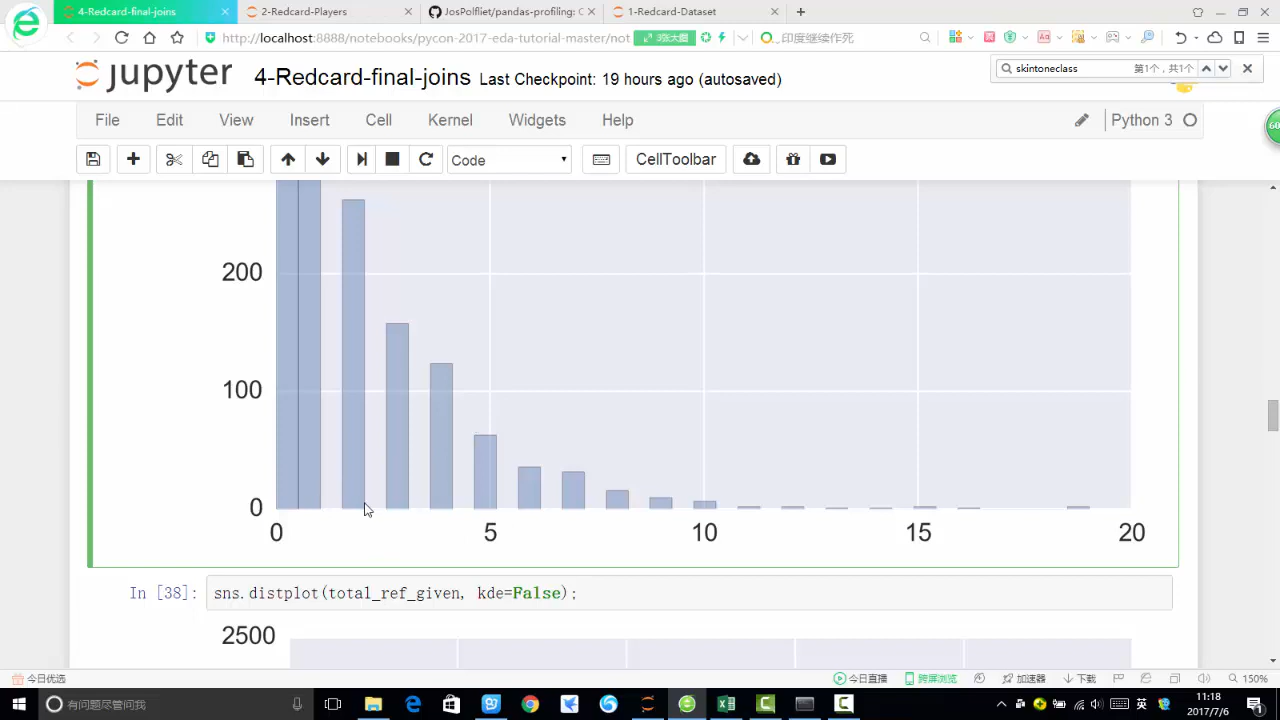 4-Redcard-final-joins
2-Redcard-Players
JosPolfliet/pandas-profiling: C
1-Redcard-Dataset
http://localhost:8888/notebooks/pycon-2017-eda-tutorial-master/not
3张大图
印度继续作死
jupyter 4-Redcard-final-joins Last Checkpoint: 19 hours ago (autosaved)
skintoneclass 第1个，共1个
File Edit View Insert Cell Kernel Widgets Help
Python 3
60
Code
CellToolbar
200
100
0
0 5 10 15 20
In [38]: sns.distplot(total_ref_given, kde=False);
2500
今日优选
今日直播 跨屏浏览 加速器 下载 150%
有问题尽管问我
11:18
2017/7/6